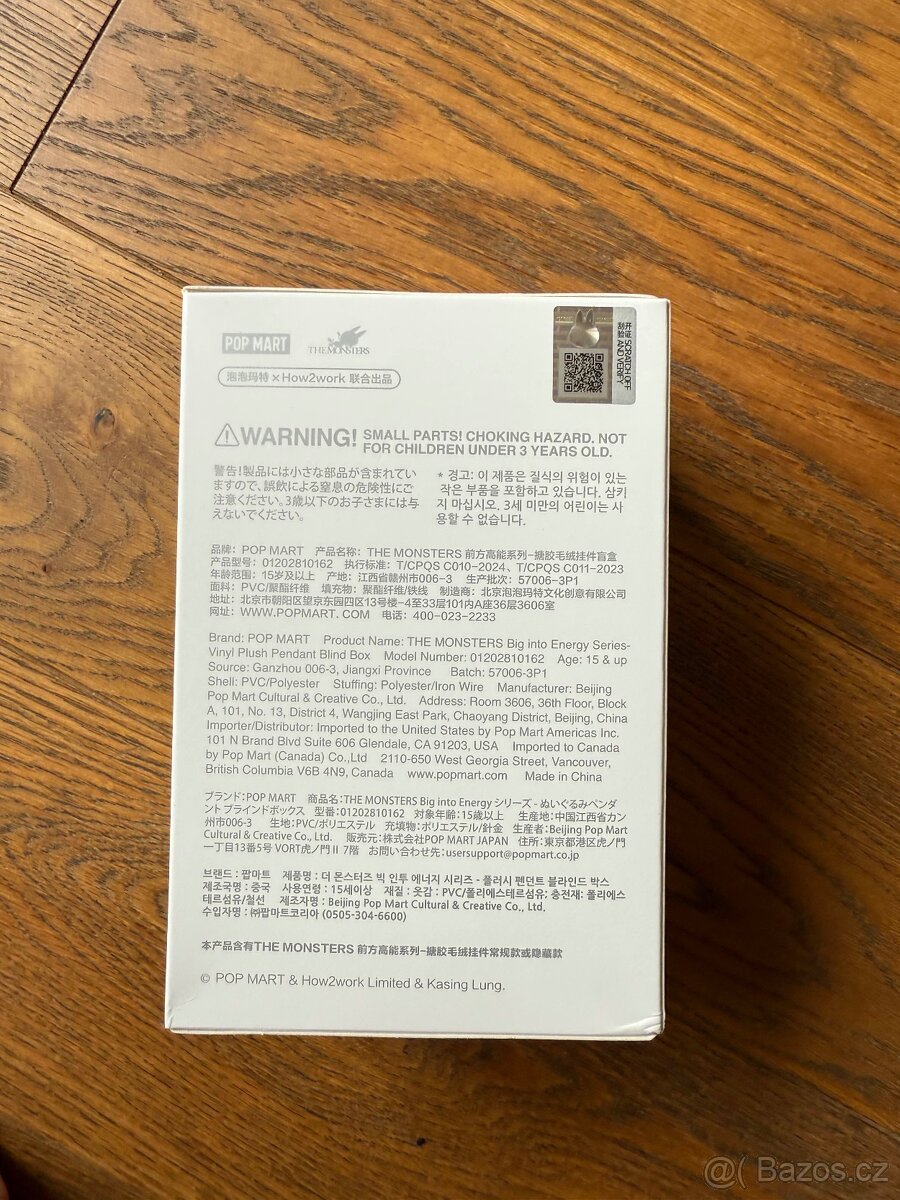 POP MART THE MONSTERS
泡泡玛特×How2work 联合出品
开 SCRATCH OFF
刮验证 AND VERIFY
WARNING! SMALL PARTS! CHOKING HAZARD. NOT
FOR CHILDREN UNDER 3 YEARS OLD.
警告!製品には小さな部品が含まれてい
ますので、誤飲による窒息の危険性にご
注意ください。3歳以下のお子さまには与
えないでください。
* 경고: 이 제품은 질식의 위험이 있는
작은 부품을 포함하고 있습니다. 삼키
지 마십시오. 3세 미만의 어린이는 사
용할 수 없습니다.
品牌：POP MART 产品名称：THE MONSTERS 前方高能系列-搪胶毛绒挂件盲盒
产品型号：01202810162 执行标准：T/CPQS C010-2024、T/CPQS C011-2023
年龄范围：15岁及以上 产地：江西省赣州市006-3 生产批次：57006-3P1
面料：PVC/聚酯纤维 填充物：聚酯纤维/铁线 制造商：北京泡泡玛特文化创意有限公司
地址：北京市朝阳区望京东园四区13号楼-4至33层101内A座36层3606室
网址：WWW.POPMART.COM 电话：400-023-2233
Brand: POP MART Product Name: THE MONSTERS Big into Energy Series-
Vinyl Plush Pendant Blind Box Model Number: 01202810162 Age: 15 & up
Source: Ganzhou 006-3, Jiangxi Province Batch: 57006-3P1
Shell: PVC/Polyester Stuffing: Polyester/Iron Wire Manufacturer: Beijing
Pop Mart Cultural & Creative Co., Ltd. Address: Room 3606, 36th Floor, Block
A, 101, No. 13, District 4, Wangjing East Park, Chaoyang District, Beijing, China
Importer/Distributor: Imported to the United States by Pop Mart Americas Inc.
101 N Brand Blvd Suite 606 Glendale, CA 91203, USA Imported to Canada
by Pop Mart (Canada) Co.,Ltd 2110-650 West Georgia Street, Vancouver,
British Columbia V6B 4N9, Canada www.popmart.com Made in China
ブランド：POP MART 商品名：THE MONSTERS Big into Energy シリーズ - ぬいぐるみペンダ
ント ブラインドボックス 型番：01202810162 対象年齢：15歳以上 生産地：中国江西省カン
州市006-3 生地：PVC/ポリエステル 充填物：ポリエステル/針金 生産者：Beijing Pop Mart
Cultural & Creative Co., Ltd. 販売元：株式会社POP MART JAPAN 住所：東京都港区虎ノ門
一丁目13番5号 VORT虎ノ門Ⅱ 7階 お問い合わせ先：usersupport@popmart.co.jp
브랜드 : 팝마트 제품명 : 더 몬스터즈 빅 인투 에너지 시리즈 - 플러시 펜던트 블라인드 박스
제조국명 : 중국 사용연령 : 15세이상 재질 : 옷감 : PVC/폴리에스테르섬유; 충전재: 폴리에스
테르섬유/철선 제조자명 : Beijing Pop Mart Cultural & Creative Co., Ltd.
수입자명 : ㈜팝마트코리아 (0505-304-6600)
本产品含有THE MONSTERS 前方高能系列-搪胶毛绒挂件常规款或隐藏款
© POP MART & How2work Limited & Kasing Lung.
@( Bazos.cz